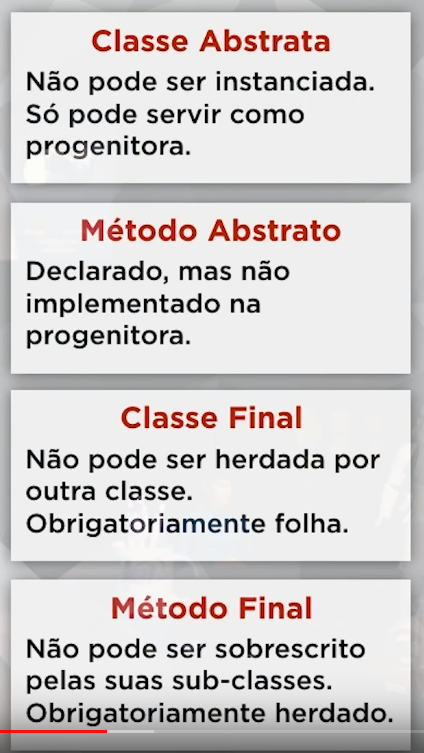 Classe Abstrata
Não pode ser instanciada.
Só pode servir como
progenitora.
Método Abstrato
Declarado, mas não
implementado na
progenitora.
Classe Final
Não pode ser herdada por
outra classe.
Obrigatoriamente folha.
Método Final
Não pode ser sobrescrito
pelas suas sub-classes.
Obrigatoriamente herdado.